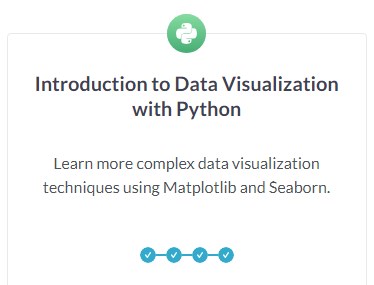 Introduction to Data Visualization
with Python
Learn more complex data visualization
techniques using Matplotlib and Seaborn.